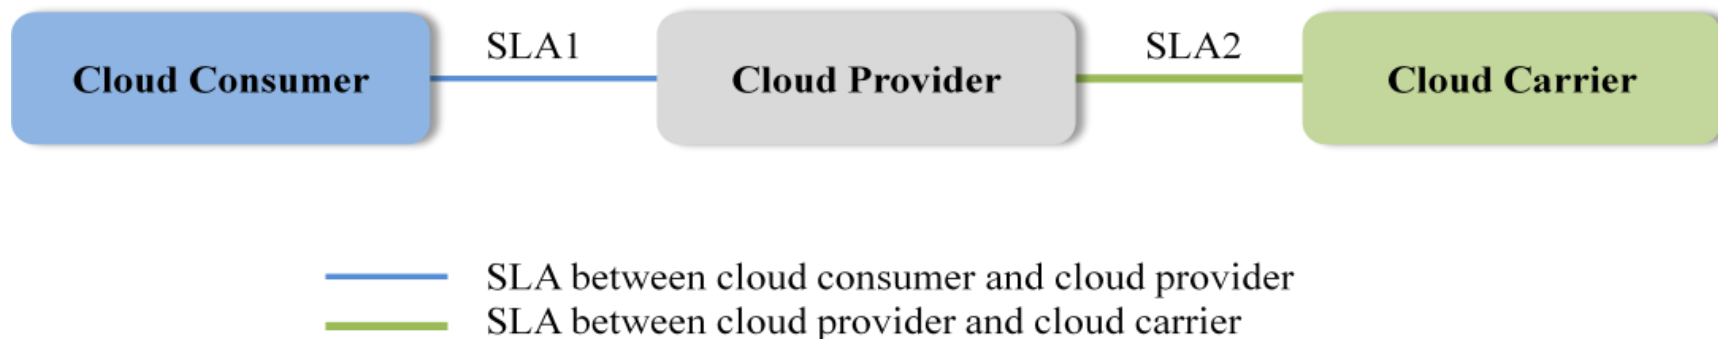 SLA1 SLA2
Cloud Consumer Cloud Provider Cloud Carrier
SLA between cloud consumer and cloud provider
SLA between cloud provider and cloud carrier